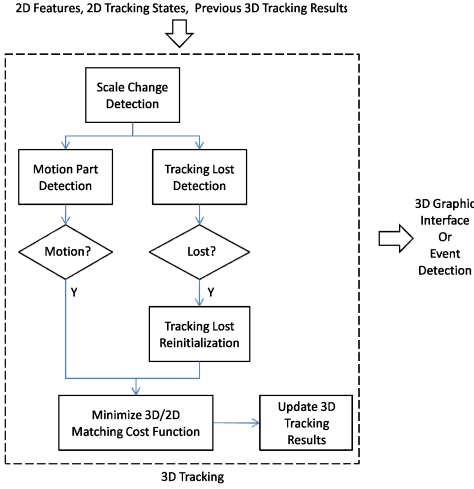 2D Features, 2D Tracking States, Previous 3D Tracking Results
Scale Change
Detection
Motion Part
Detection
Tracking Lost
Detection
Motion?
Lost?
Y
Y
Tracking Lost
Reinitialization
Minimize 3D/2D
Matching Cost Function
Update 3D
Tracking
Results
3D Tracking
3D Graphic
Interface
Or
Event
Detection